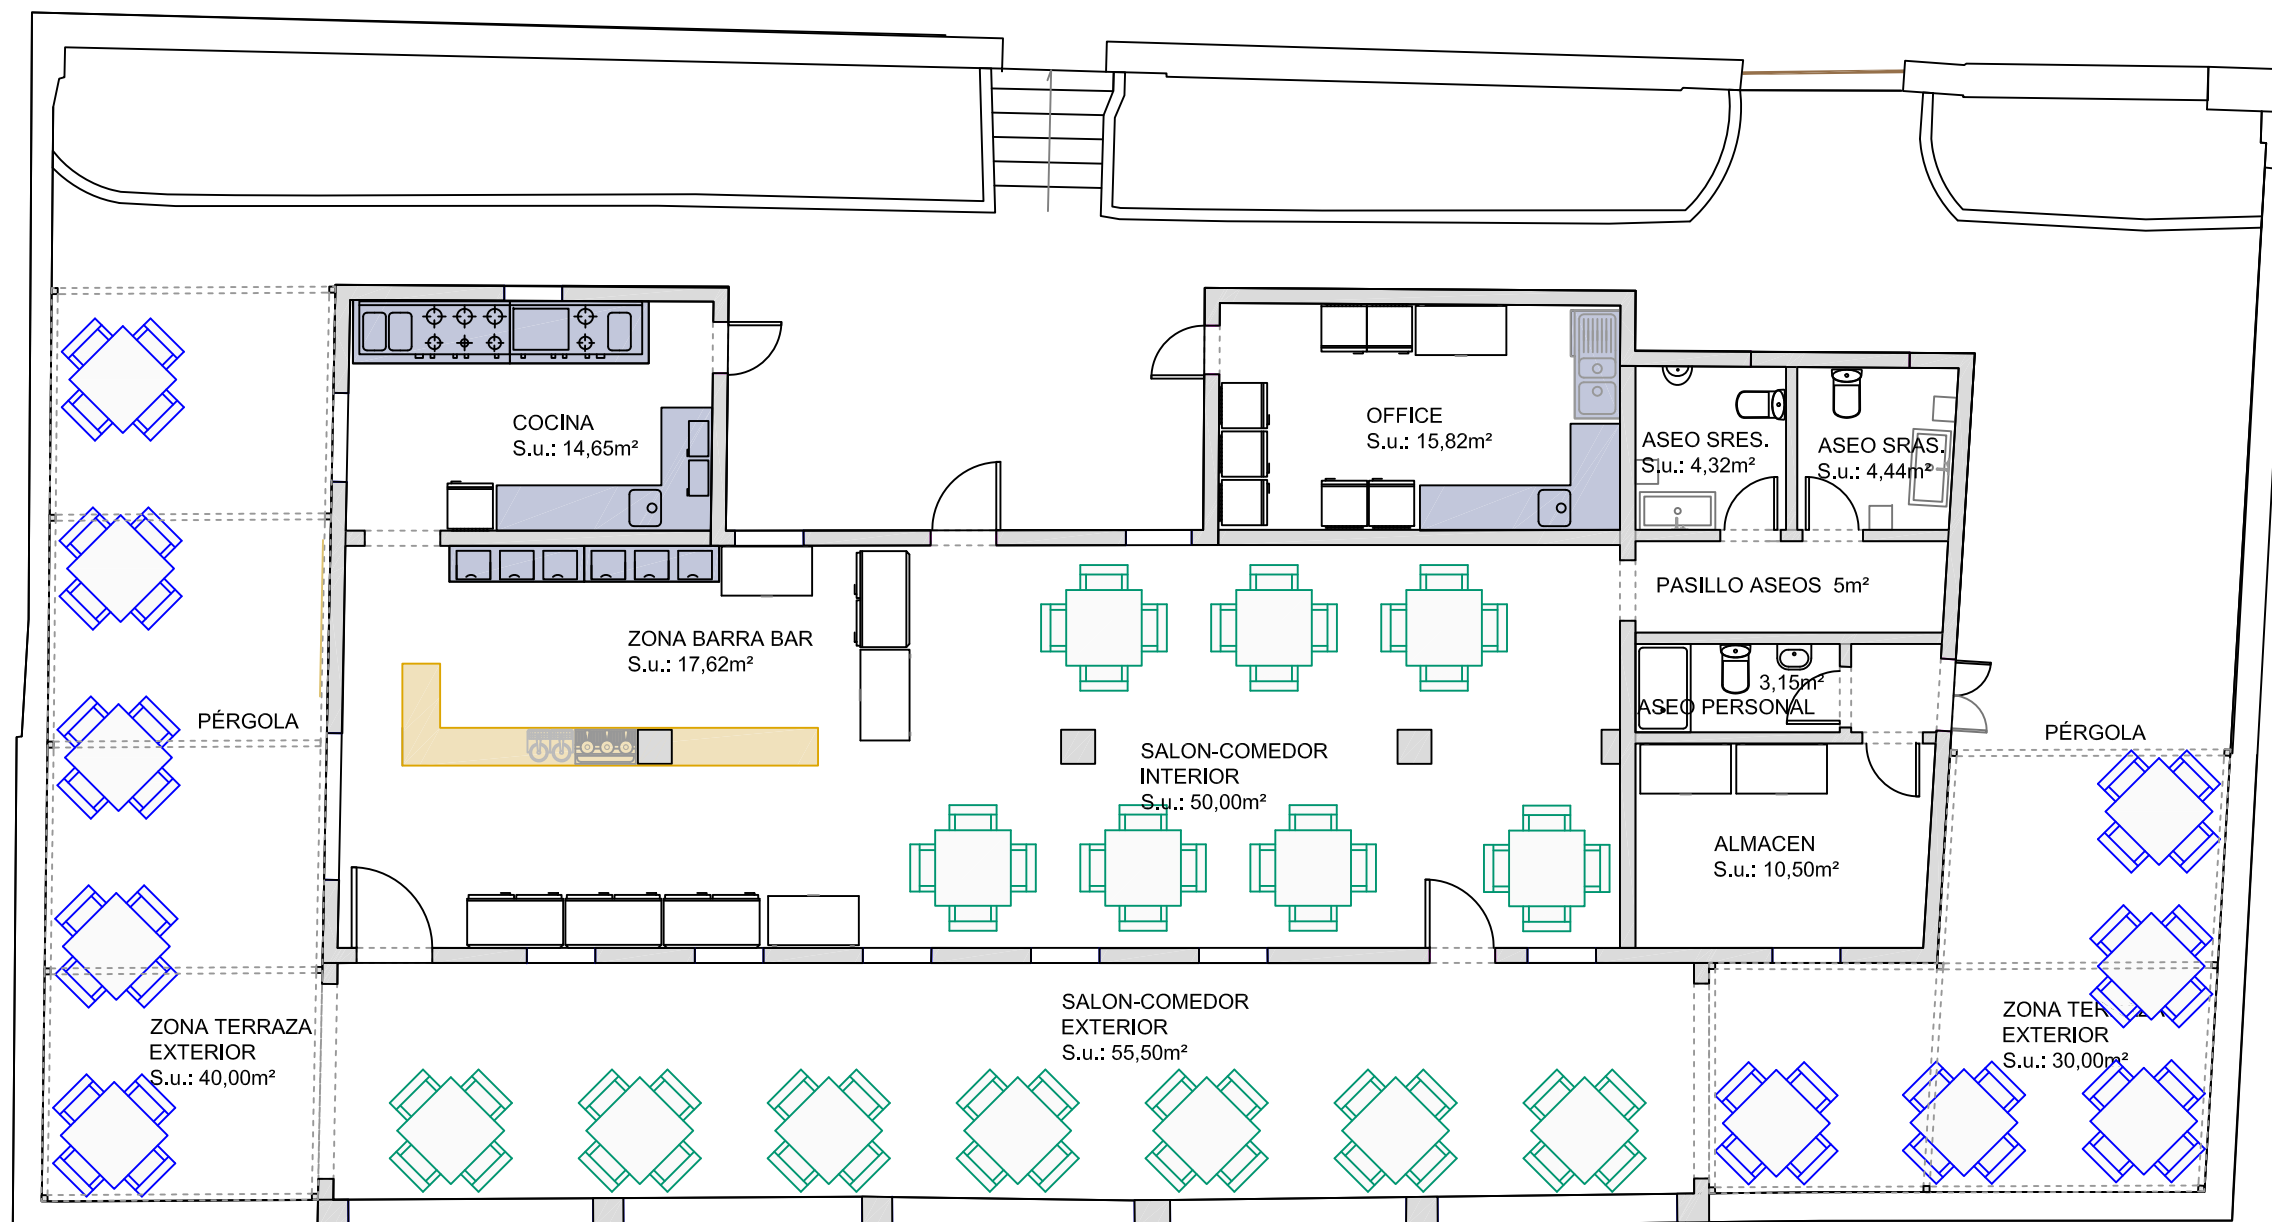 COCINA
S.u.: 14,65m²
OFFICE
S.u.: 15,82m²
ASEO SRES.
S.u.: 4,32m²
ASEO SRAS.
S.u.: 4,44m²
PASILLO ASEOS 5m²
ZONA BARRA BAR
S.u.: 17,62m²
3,15m²
ASEO PERSONAL
PÉRGOLA
PÉRGOLA
SALON-COMEDOR
INTERIOR
S.u.: 50,00m²
ALMACEN
S.u.: 10,50m²
SALON-COMEDOR
EXTERIOR
S.u.: 55,50m²
ZONA TERRAZA
EXTERIOR
S.u.: 40,00m²
ZONA TERRAZA
EXTERIOR
S.u.: 30,00m²